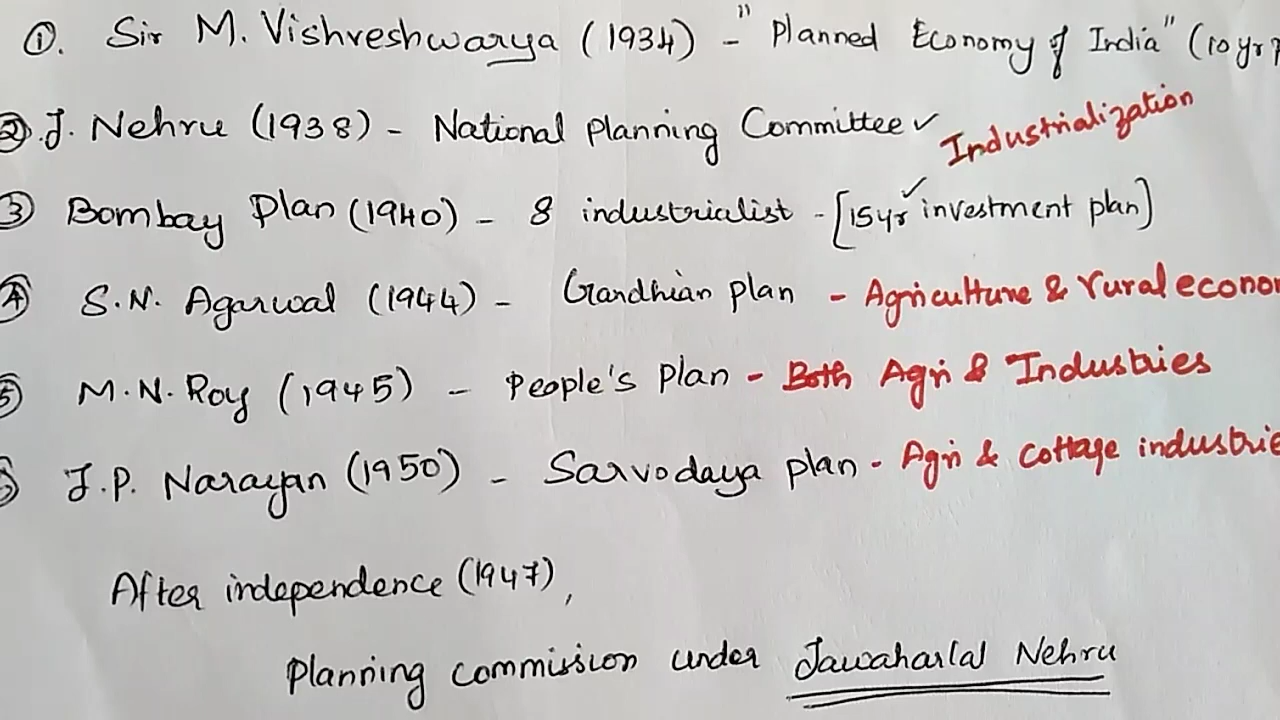 ①. Sir M. Vishveshwarya (1934) - "Planned Economy of India" (10 yr
②. J. Nehru (1938) - National Planning Committee ✓ Industrialization
③ Bombay Plan (1940) - 8 industrialist - [15 yr ✓ investment plan]
④ S.N. Agarwal (1944) - Gandhian plan - Agriculture & rural econo
⑤ M.N. Roy (1945) - People's plan - Both Agri & Industries
J.P. Narayan (1950) - Sarvodaya plan - Agri & cottage industrie
After independence (1947),
Planning commission under Jawaharlal Nehru